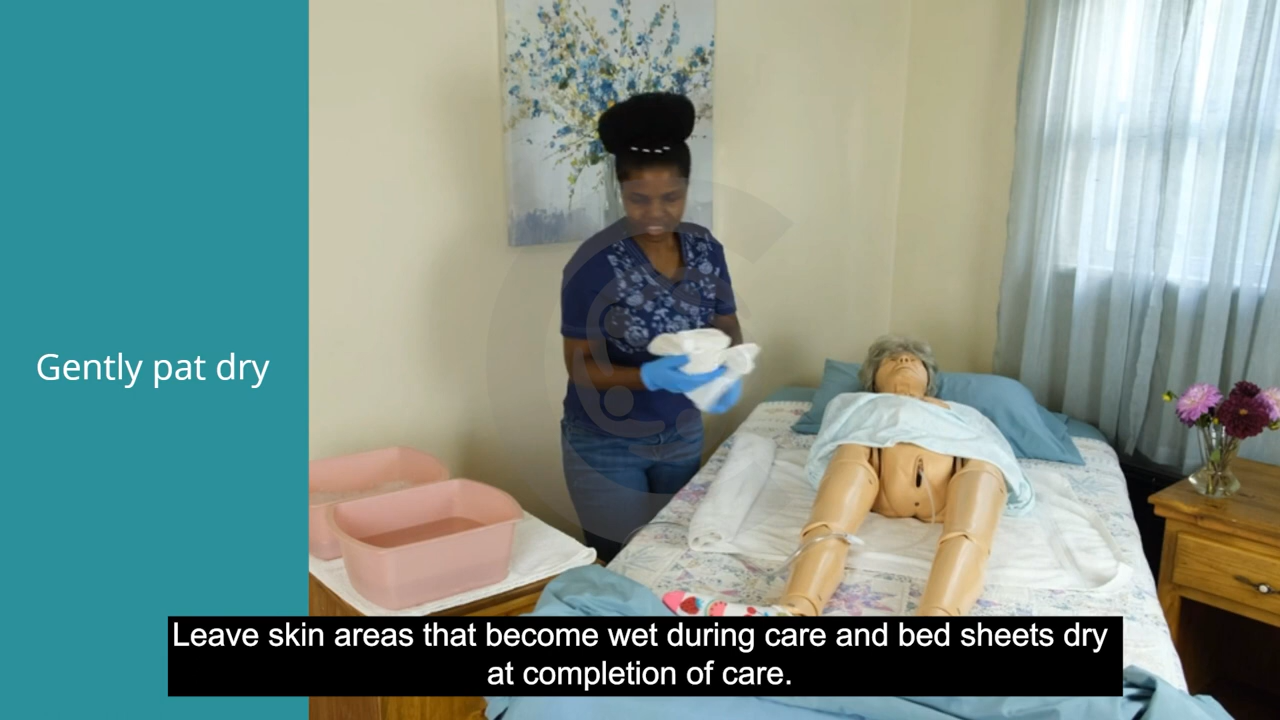 Gently pat dry
Leave skin areas that become wet during care and bed sheets dry
at completion of care.